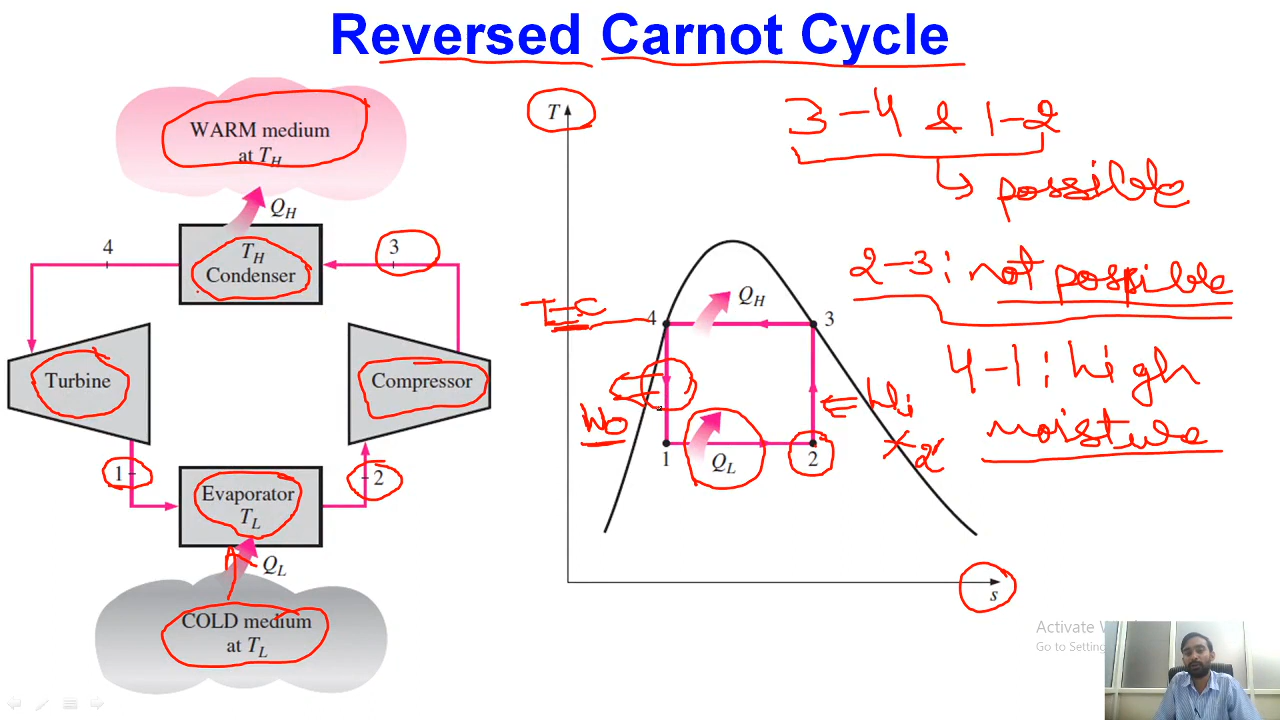 Reversed Carnot Cycle
WARM medium
at T_H
Q_H
4
T_H
Condenser
3
Turbine
Compressor
1
Evaporator
T_L
2
Q_L
COLD medium
at T_L
T
Q_H
4
3
1
Q_L
2
s
T=C
Wo
2'
3-4 & 1-2
possible
2-3: not possible
4-1: high
moisture
Go to Setting